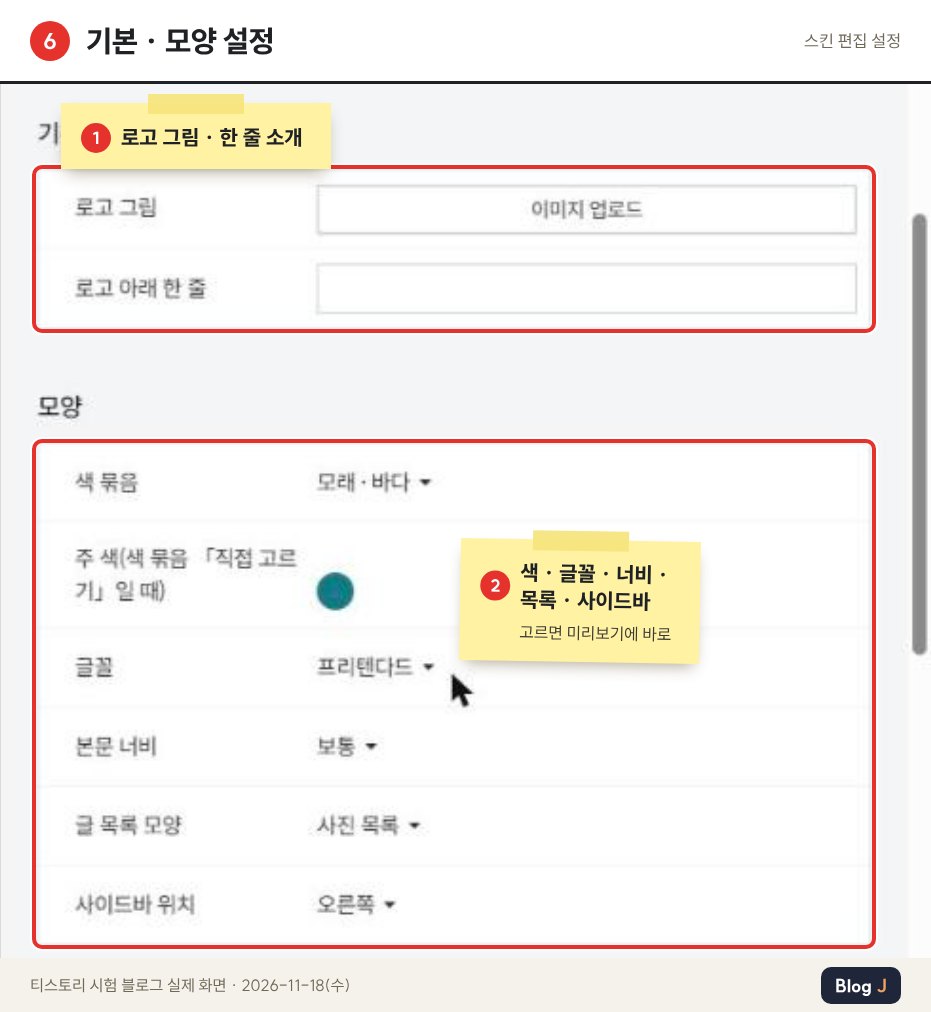 6 기본 · 모양 설정
스킨 편집 설정
1 로고 그림 · 한 줄 소개
로고 그림
이미지 업로드
로고 아래 한 줄
모양
색 묶음
모래 · 바다
주 색(색 묶음 「직접 고르
기」일 때)
2 색 · 글꼴 · 너비 ·
목록 · 사이드바
고르면 미리보기에 바로
글꼴
프리텐다드
본문 너비
보통
글 목록 모양
사진 목록
사이드바 위치
오른쪽
티스토리 시험 블로그 실제 화면 · 2026-11-18(수)
Blog J